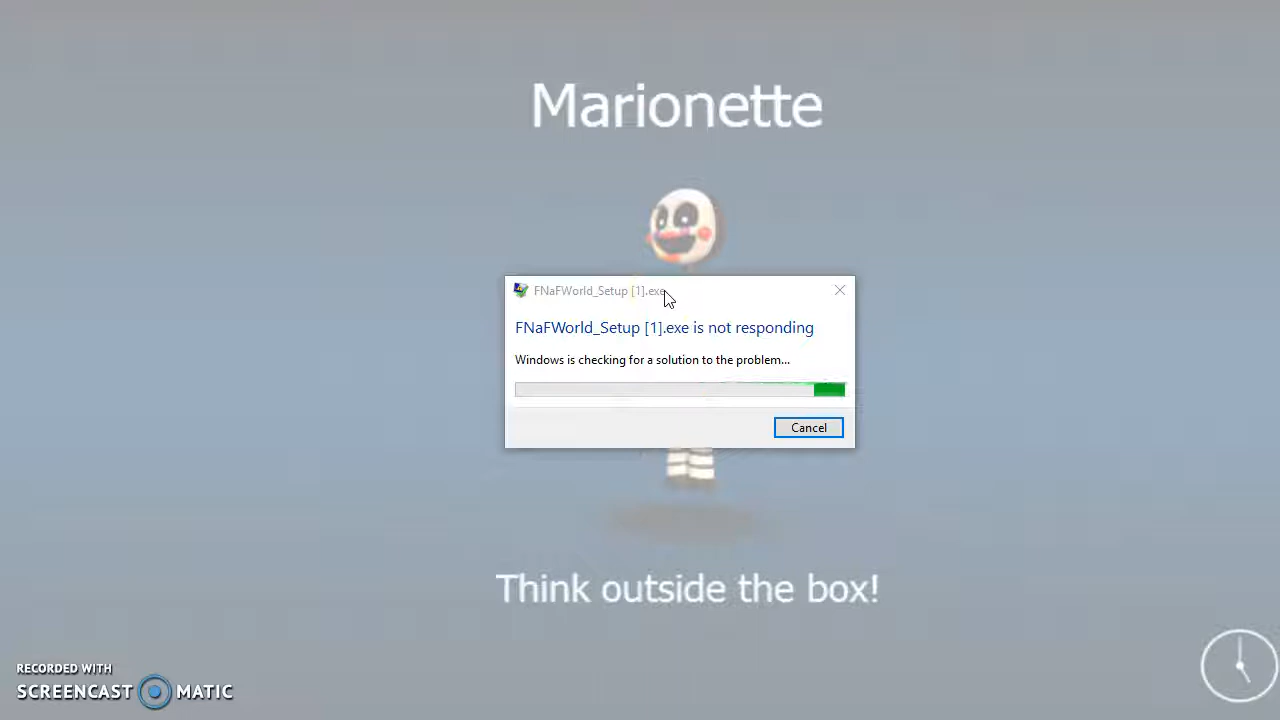 Marionette
FNaFWorld_Setup [1].exe
FNaFWorld_Setup [1].exe is not responding
Windows is checking for a solution to the problem...
Cancel
Think outside the box!
RECORDED WITH
SCREENCAST MATIC